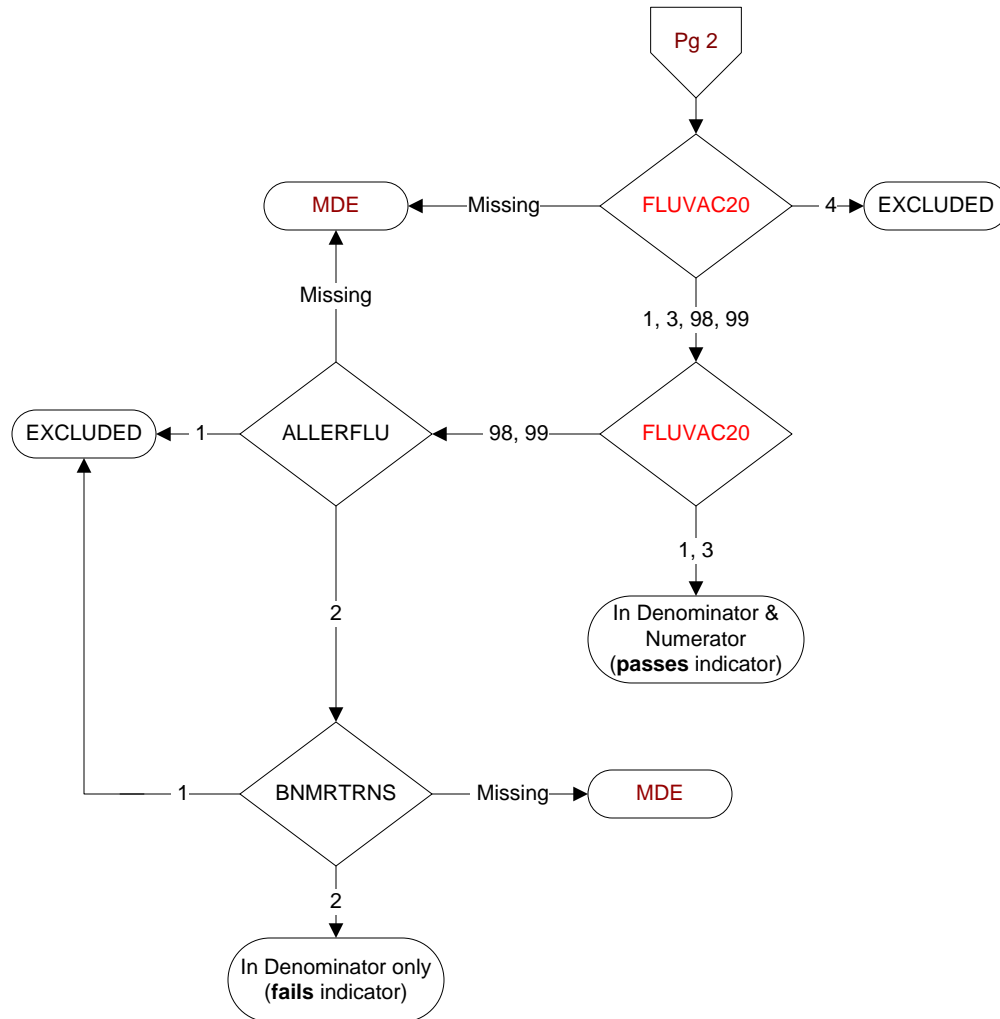 Pg 2
MDE
Missing
FLUVAC20
4
EXCLUDED
Missing
1, 3, 98, 99
EXCLUDED
1
ALLERFLU
98, 99
FLUVAC20
1, 3
2
In Denominator &
Numerator
(passes indicator)
1
BNMRTRNS
Missing
MDE
2
In Denominator only
(fails indicator)